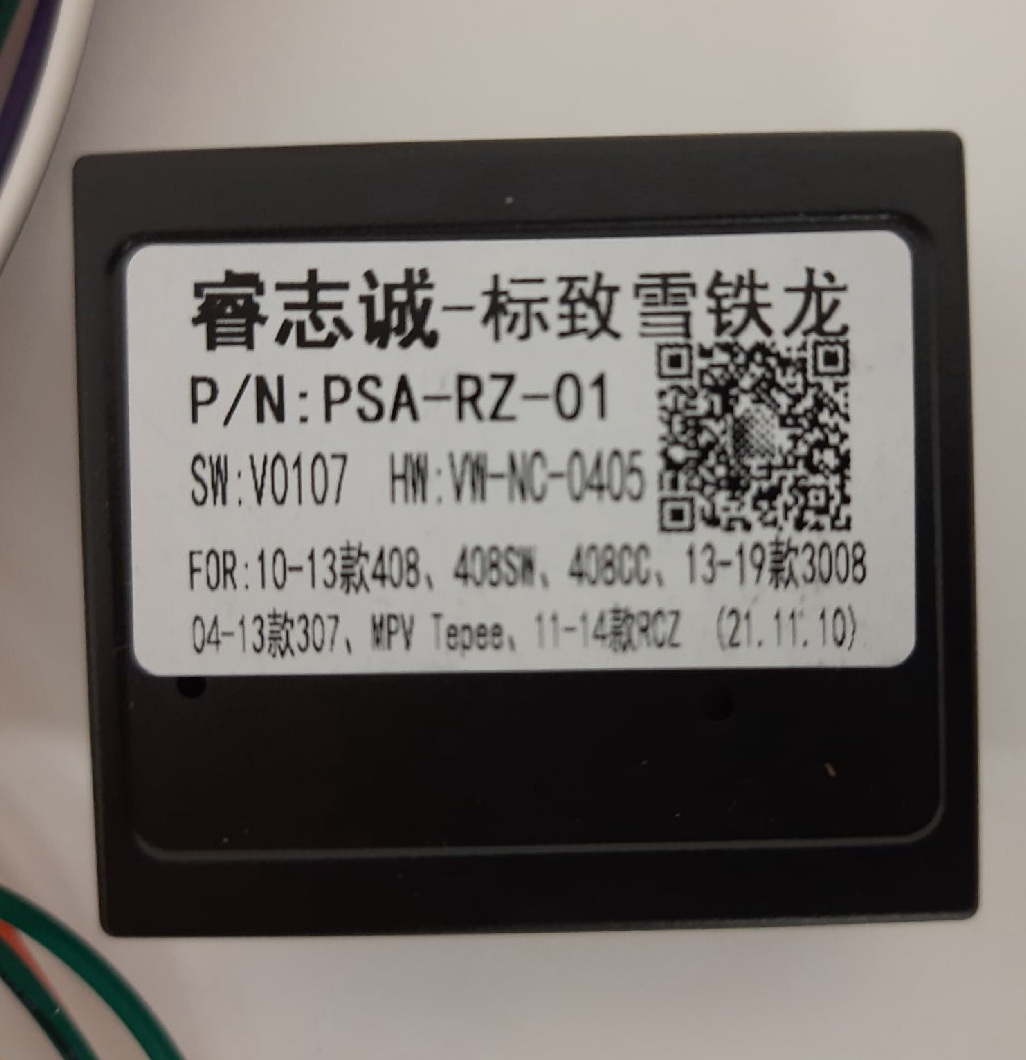 睿志诚-标致雪铁龙
P/N:PSA-RZ-01
SW:V0107 HW:VW-NC-0405
FOR:10-13款408、408SW、408CC、13-19款3008
04-13款307、MPV Tepee、11-14款RCZ (21.11.10)